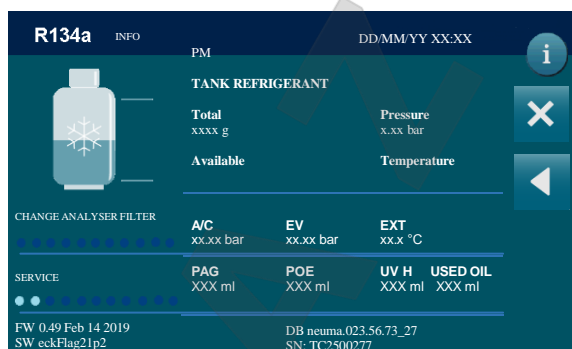 R134a INFO
PM DD/MM/YY XX:XX
i
TANK REFRIGERANT
Total Pressure
xxxx g x.xx bar
Available Temperature
CHANGE ANALYSER FILTER
A/C EV EXT
xx.xx bar xx.xx bar xx.x °C
SERVICE
PAG POE UV H USED OIL
XXX ml XXX ml XXX ml XXX ml
FW 0.49 Feb 14 2019 DB neuma.023.56.73_27
SW eckFlag21p2 SN: TC2500277